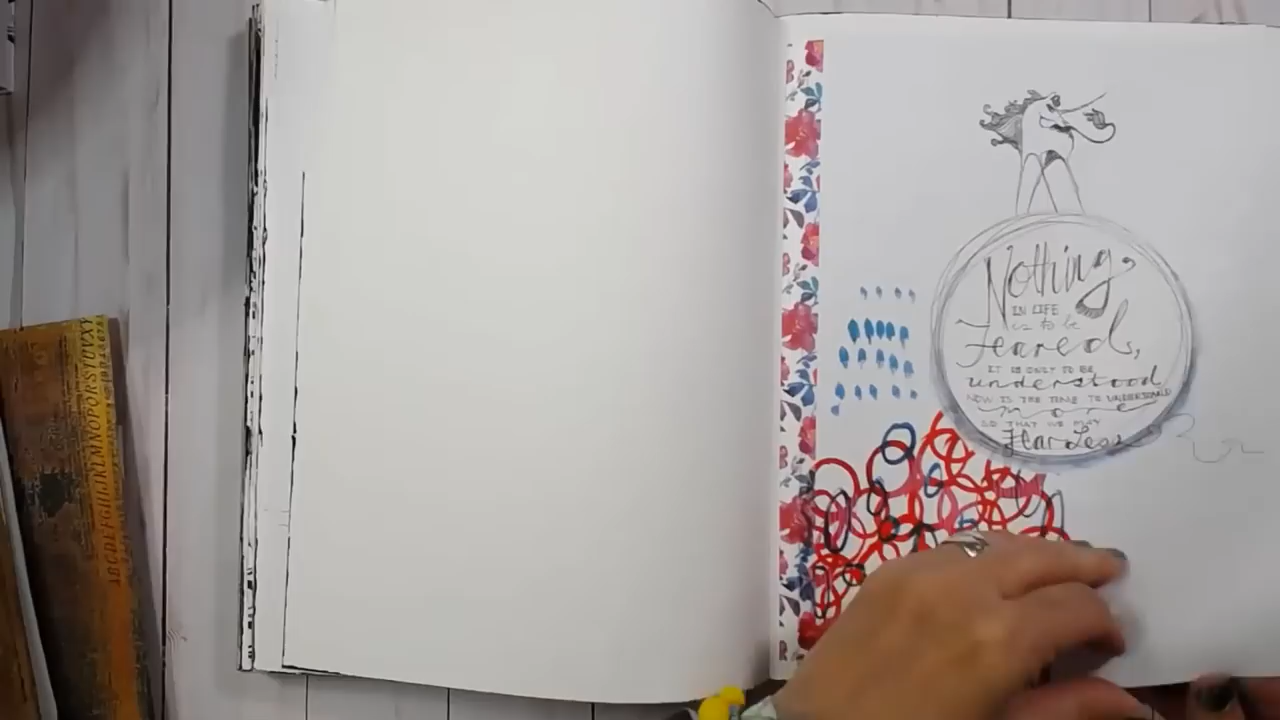 Nothing
IN LIFE
is to be
Feared,
IT IS ONLY TO BE
understood
NOW IS THE TIME TO UNDERSTAND
more
SO THAT WE MAY
Fear Less
ABCDEFGHIJKLMNOPQRSTUVXY